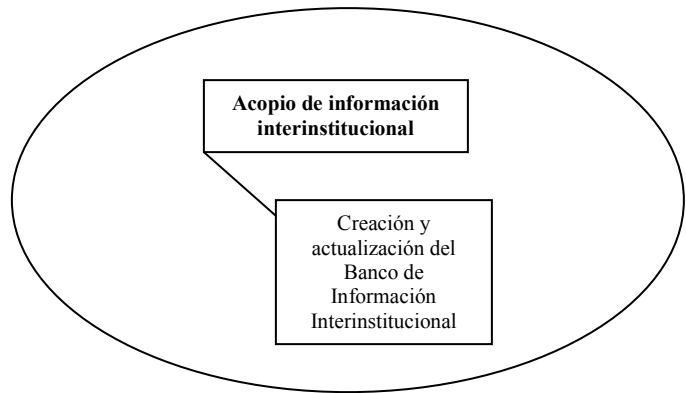 Acopio de información
interinstitucional
Creación y
actualización del
Banco de
Información
Interinstitucional